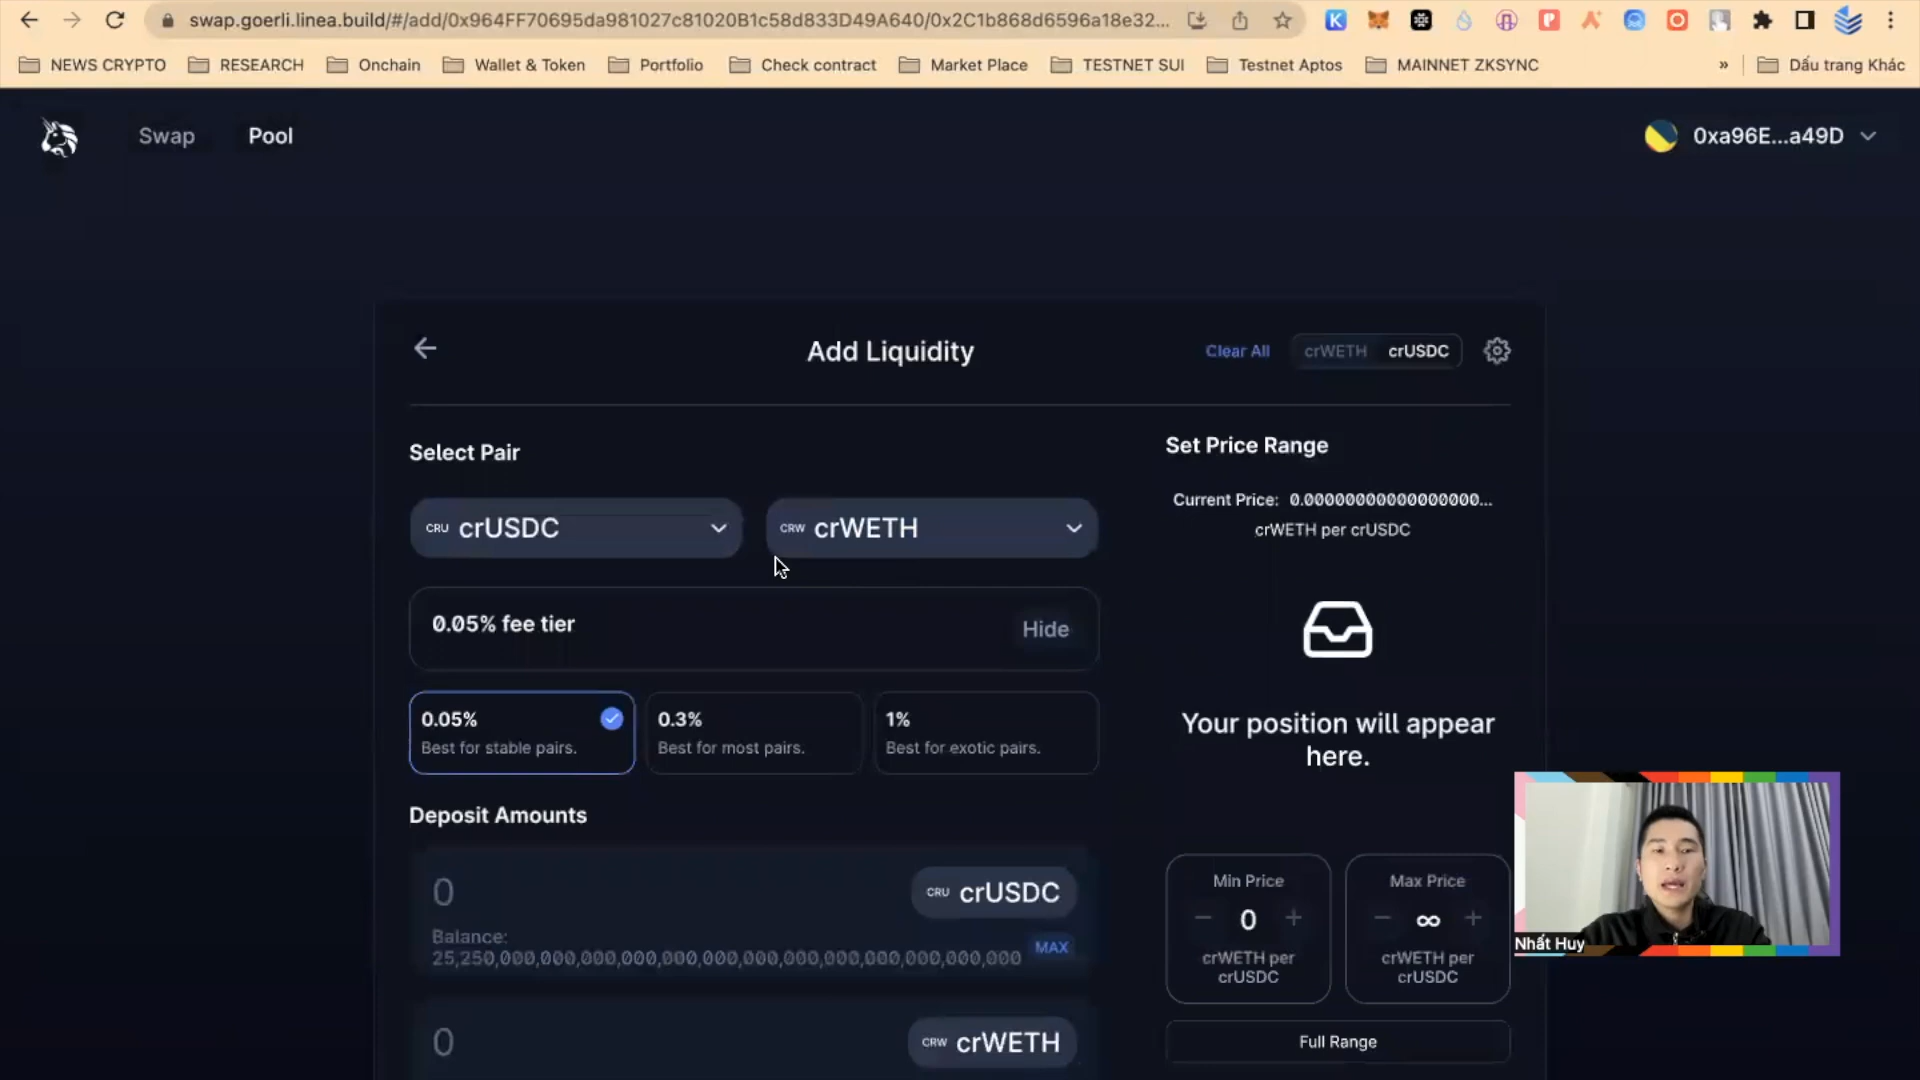 swap.goerli.linea.build/#/add/0x964FF70695da981027c81020B1c58d833D49A640/0x2C1b868d6596a18e32...
NEWS CRYPTO RESEARCH Onchain Wallet & Token Portfolio Check contract Market Place TESTNET SUI Testnet Aptos MAINNET ZKSYNC » Dấu trang Khác
Swap Pool 0xa96E...a49D
Add Liquidity Clear All crWETH crUSDC
Select Pair
CRU crUSDC CRW crWETH
0.05% fee tier Hide
0.05% 0.3% 1%
Best for stable pairs. Best for most pairs. Best for exotic pairs.
Deposit Amounts
0 CRU crUSDC
Balance:
25,250,000,000,000,000,000,000,000,000,000,000,000,000,000 MAX
0 CRW crWETH
Set Price Range
Current Price: 0.00000000000000000...
crWETH per crUSDC
Your position will appear
here.
Min Price Max Price
0 ∞
crWETH per crWETH per
crUSDC crUSDC
Full Range
Nhất Huy